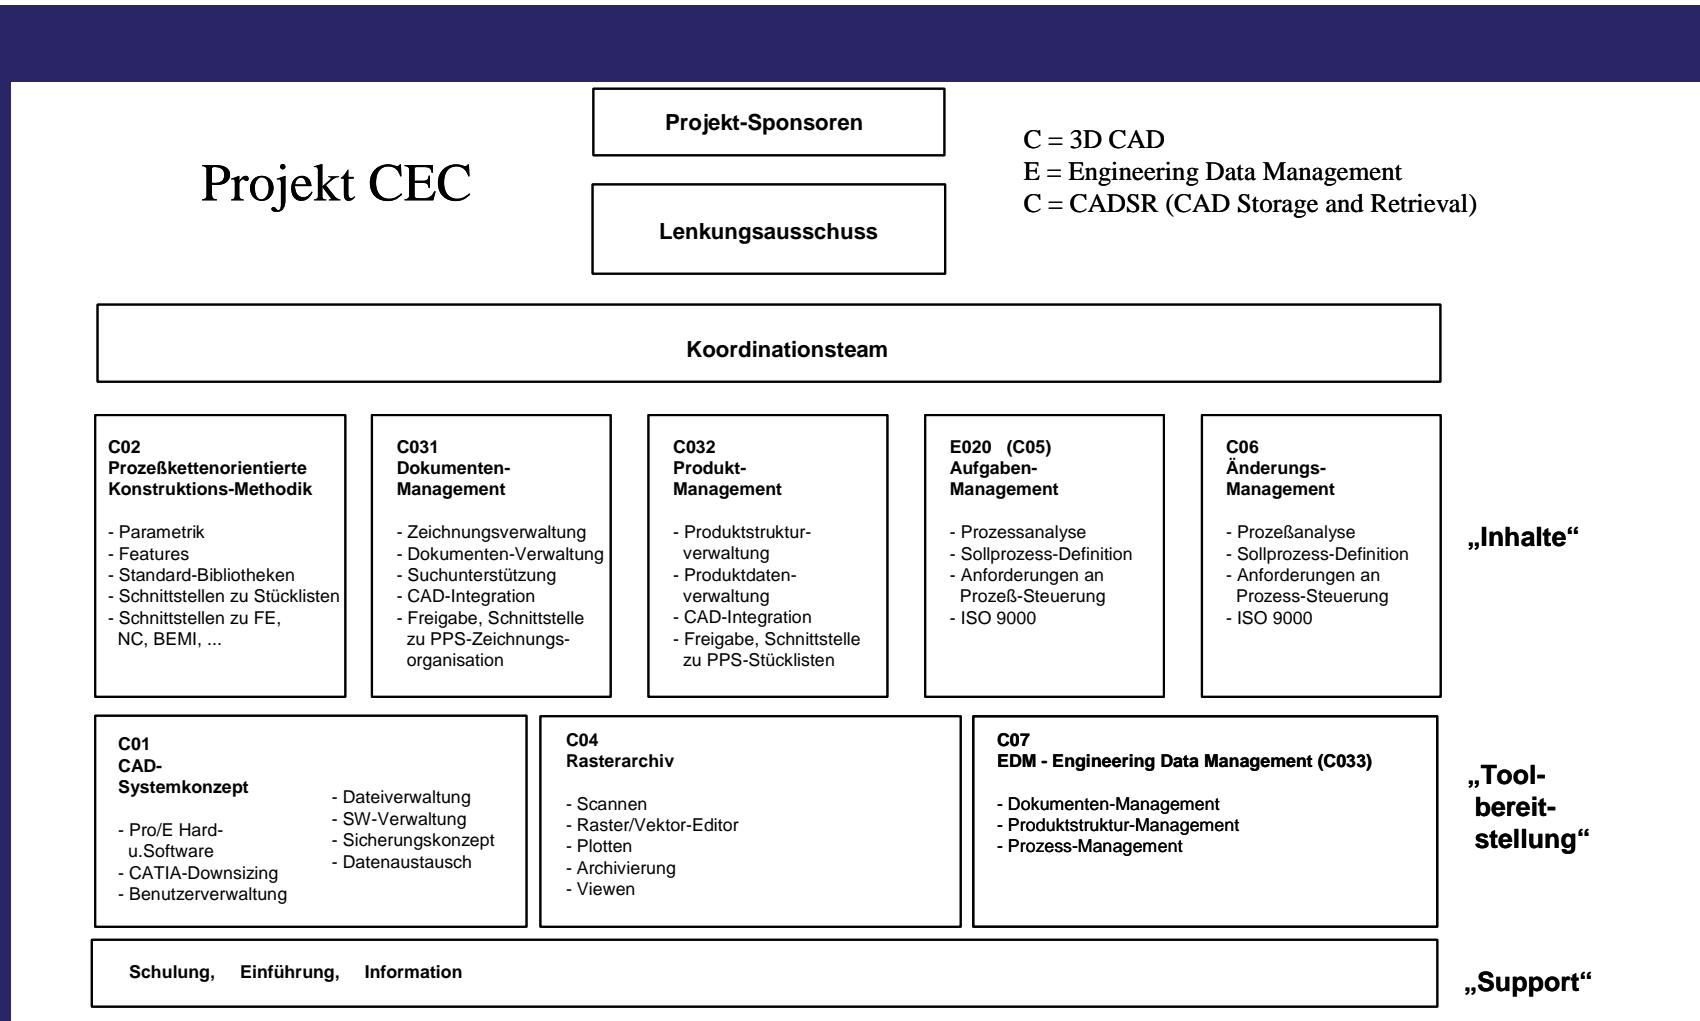 Projekt CEC
Projekt-Sponsoren
Lenkungsausschuss
C = 3D CAD
E = Engineering Data Management
C = CADSR (CAD Storage and Retrieval)
Koordinationsteam
C02
Prozeßkettenorientierte
Konstruktions-Methodik
- Parametrik
- Features
- Standard-Bibliotheken
- Schnittstellen zu Stücklisten
- Schnittstellen zu FE,
NC, BEMI, ...
C031
Dokumenten-
Management
- Zeichnungsverwaltung
- Dokumenten-Verwaltung
- Suchunterstützung
- CAD-Integration
- Freigabe, Schnittstelle
zu PPS-Zeichnungs-
organisation
C032
Produkt-
Management
- Produktstruktur-
verwaltung
- Produktdaten-
verwaltung
- CAD-Integration
- Freigabe, Schnittstelle
zu PPS-Stücklisten
E020 (C05)
Aufgaben-
Management
- Prozessanalyse
- Sollprozess-Definition
- Anforderungen an
Prozeß-Steuerung
- ISO 9000
C06
Änderungs-
Management
- Prozeßanalyse
- Sollprozess-Definition
- Anforderungen an
Prozess-Steuerung
- ISO 9000
„Inhalte“
C01
CAD-
Systemkonzept
- Pro/E Hard-
u.Software
- CATIA-Downsizing
- Benutzerverwaltung
- Dateiverwaltung
- SW-Verwaltung
- Sicherungskonzept
- Datenaustausch
C04
Rasterarchiv
- Scannen
- Raster/Vektor-Editor
- Plotten
- Archivierung
- Viewen
C07
EDM - Engineering Data Management (C033)
- Dokumenten-Management
- Produktstruktur-Management
- Prozess-Management
„Tool-
bereit-
stellung“
Schulung, Einführung, Information
„Support“